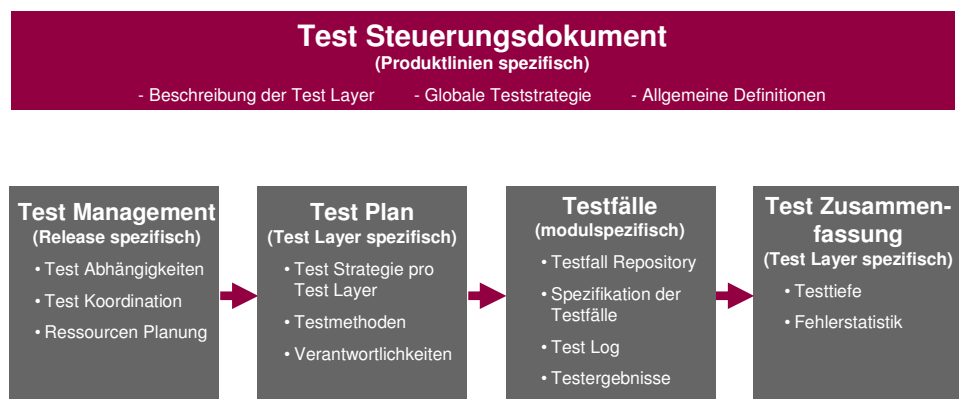 Test Steuerungsdokument
(Produktlinien spezifisch)
- Beschreibung der Test Layer - Globale Teststrategie - Allgemeine Definitionen
Test Management
(Release spezifisch)
• Test Abhängigkeiten
• Test Koordination
• Ressourcen Planung
Test Plan
(Test Layer spezifisch)
• Test Strategie pro
Test Layer
• Testmethoden
• Verantwortlichkeiten
Testfälle
(modulspezifisch)
• Testfall Repository
• Spezifikation der
Testfälle
• Test Log
• Testergebnisse
Test Zusammen-
fassung
(Test Layer spezifisch)
• Testtiefe
• Fehlerstatistik